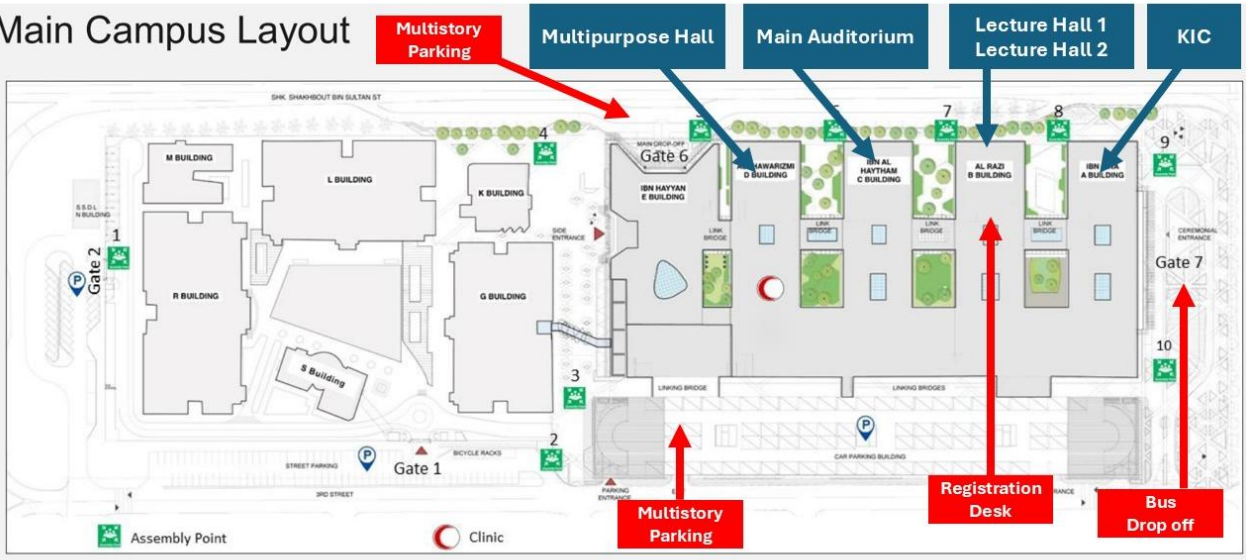 Main Campus Layout
Multistory
Parking
Multipurpose Hall
Main Auditorium
Lecture Hall 1
Lecture Hall 2
KIC
SHK. SHAKHBOUT BIN SULTAN ST
4
7
8
9
M BUILDING
L BUILDING
K BUILDING
MAIN DROP-OFF
Gate 6
IBN HAYYAN
E BUILDING
D BUILDING
IBN AL
HAYTHAM
C BUILDING
AL RAZI
B BUILDING
IBN
A BUILDING
S.S.D.L
N BUILDING
1
Gate 2
P
SIDE
ENTRANCE
LINK
BRIDGE
LINK
BRIDGE
LINK
BRIDGE
LINK
BRIDGE
CEREMONIAL
ENTRANCE
Gate 7
R BUILDING
G BUILDING
S Building
3
10
LINKING BRIDGE
LINKING BRIDGES
2
P
STREET PARKING
Gate 1
BICYCLE RACKS
P
CAR PARKING BUILDING
3RD STREET
PARKING
ENTRANCE
Multistory
Parking
Registration
Desk
Bus
Drop off
Assembly Point
Clinic